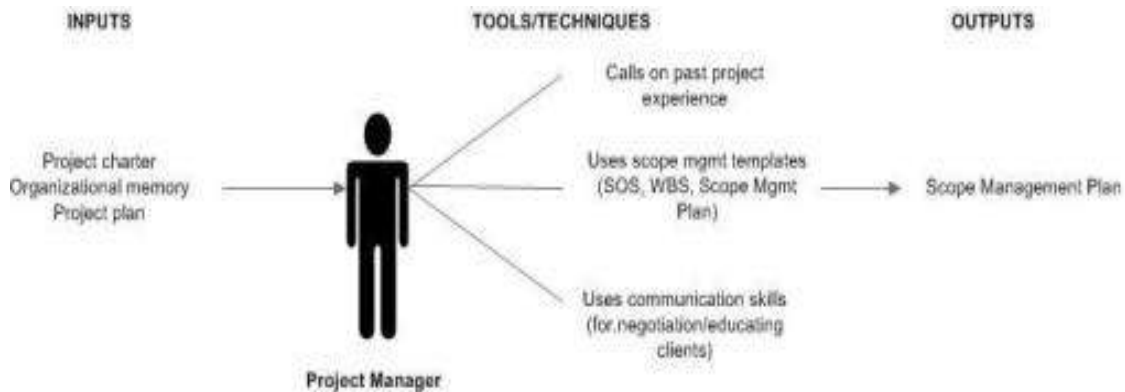 INPUTS
TOOLS/TECHNIQUES
OUTPUTS
Calls on past project
experience
Project charter
Organizational memory
Project plan
Uses scope mgmt templates
(SOS, WBS, Scope Mgmt
Plan)
Scope Management Plan
Uses communication skills
(for negotiation/educating
clients)
Project Manager